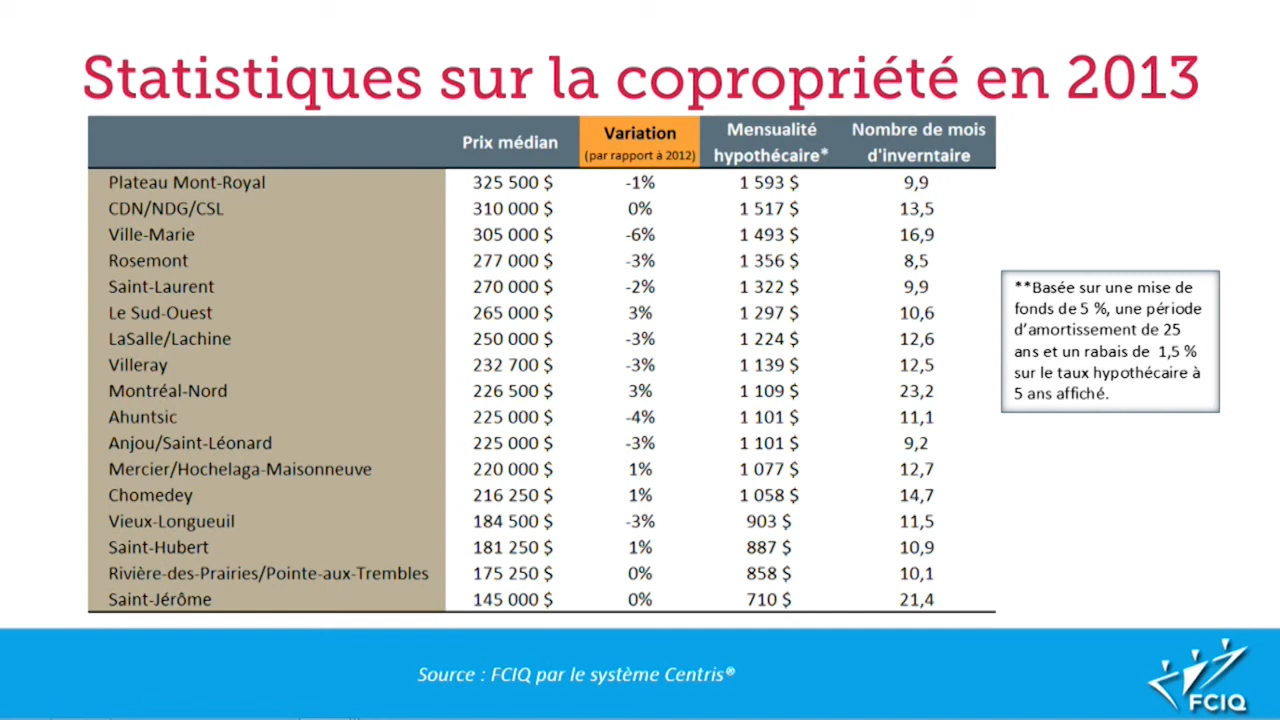 Statistiques sur la copropriété en 2013
Prix médian Variation (par rapport à 2012) Mensualité hypothécaire* Nombre de mois d'inverntaire
Plateau Mont-Royal 325 500 $ -1% 1 593 $ 9,9
CDN/NDG/CSL 310 000 $ 0% 1 517 $ 13,5
Ville-Marie 305 000 $ -6% 1 493 $ 16,9
Rosemont 277 000 $ -3% 1 356 $ 8,5
Saint-Laurent 270 000 $ -2% 1 322 $ 9,9
Le Sud-Ouest 265 000 $ 3% 1 297 $ 10,6
LaSalle/Lachine 250 000 $ -3% 1 224 $ 12,6
Villeray 232 700 $ -3% 1 139 $ 12,5
Montréal-Nord 226 500 $ 3% 1 109 $ 23,2
Ahuntsic 225 000 $ -4% 1 101 $ 11,1
Anjou/Saint-Léonard 225 000 $ -3% 1 101 $ 9,2
Mercier/Hochelaga-Maisonneuve 220 000 $ 1% 1 077 $ 12,7
Chomedey 216 250 $ 1% 1 058 $ 14,7
Vieux-Longueuil 184 500 $ -3% 903 $ 11,5
Saint-Hubert 181 250 $ 1% 887 $ 10,9
Rivière-des-Prairies/Pointe-aux-Trembles 175 250 $ 0% 858 $ 10,1
Saint-Jérôme 145 000 $ 0% 710 $ 21,4
**Basée sur une mise de
fonds de 5 %, une période
d'amortissement de 25
ans et un rabais de 1,5 %
sur le taux hypothécaire à
5 ans affiché.
Source : FCIQ par le système Centris®
FCIQ